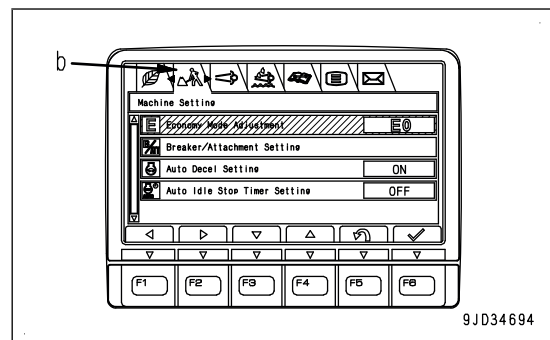 b
Machine Setting
E Economy Mode Adjustment E0
Breaker/Attachment Setting
Auto Decel Setting ON
Auto Idle Stop Timer Setting OFF
F1 F2 F3 F4 F5 F6
9JD34694